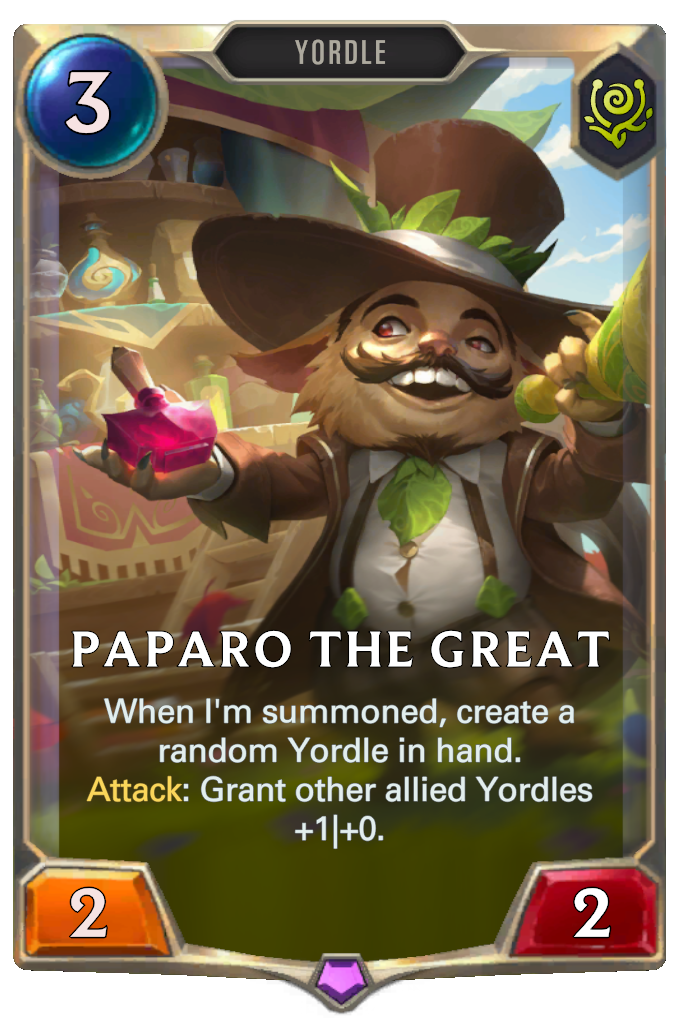 YORDLE
3
PAPARO THE GREAT
When I'm summoned, create a
random Yordle in hand.
Attack: Grant other allied Yordles
+1|+0.
2
2